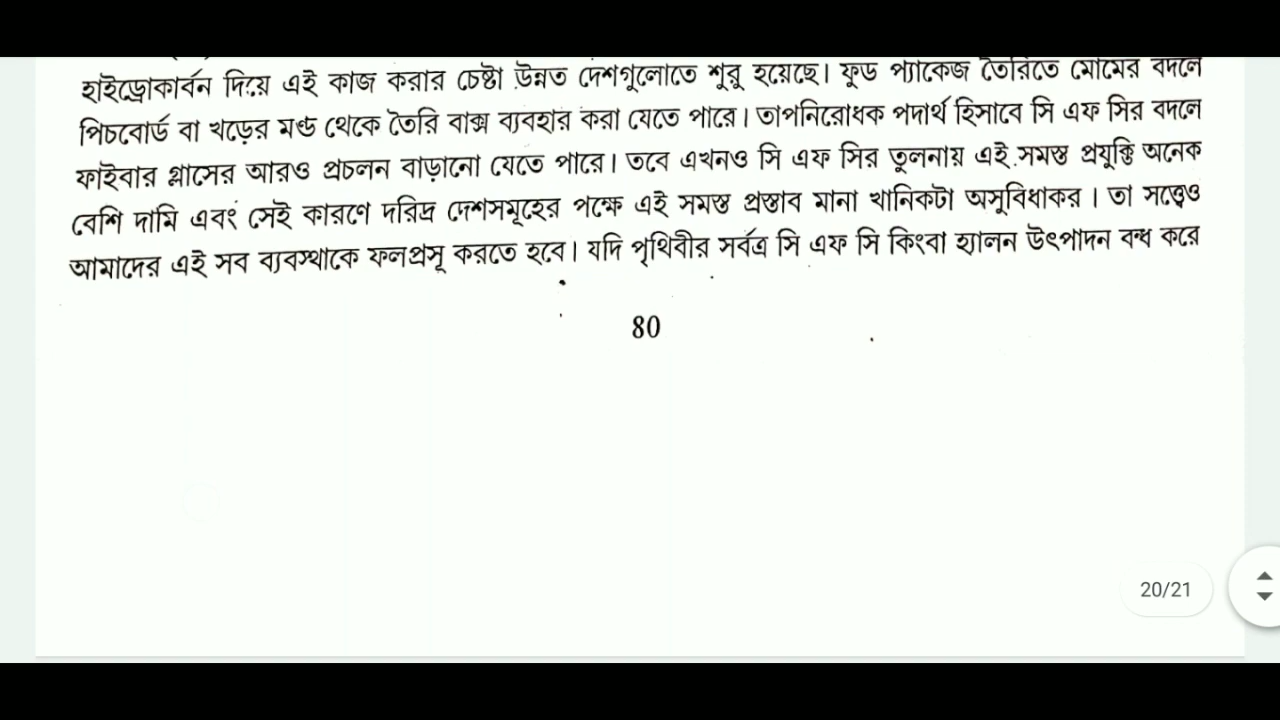 হাইড্রোকার্বন দিয়ে এই কাজ করার চেষ্টা উন্নত দেশগুলোতে শুরু হয়েছে। ফুড প্যাকেজ তৈরিতে মোমের বদলে
পিচবোর্ড বা খড়ের মণ্ড থেকে তৈরি বাক্স ব্যবহার করা যেতে পারে। তাপনিরোধক পদার্থ হিসাবে সি এফ সির বদলে
ফাইবার গ্লাসের আরও প্রচলন বাড়ানো যেতে পারে। তবে এখনও সি এফ সির তুলনায় এই সমস্ত প্রযুক্তি অনেক
বেশি দামি এবং সেই কারণে দরিদ্র দেশসমূহের পক্ষে এই সমস্ত প্রস্তাব মানা খানিকটা অসুবিধাকর। তা সত্ত্বেও
আমাদের এই সব ব্যবস্থাকে ফলপ্রসূ করতে হবে। যদি পৃথিবীর সর্বত্র সি এফ সি কিংবা হ্যালন উৎপাদন বন্ধ করে
80
20/21